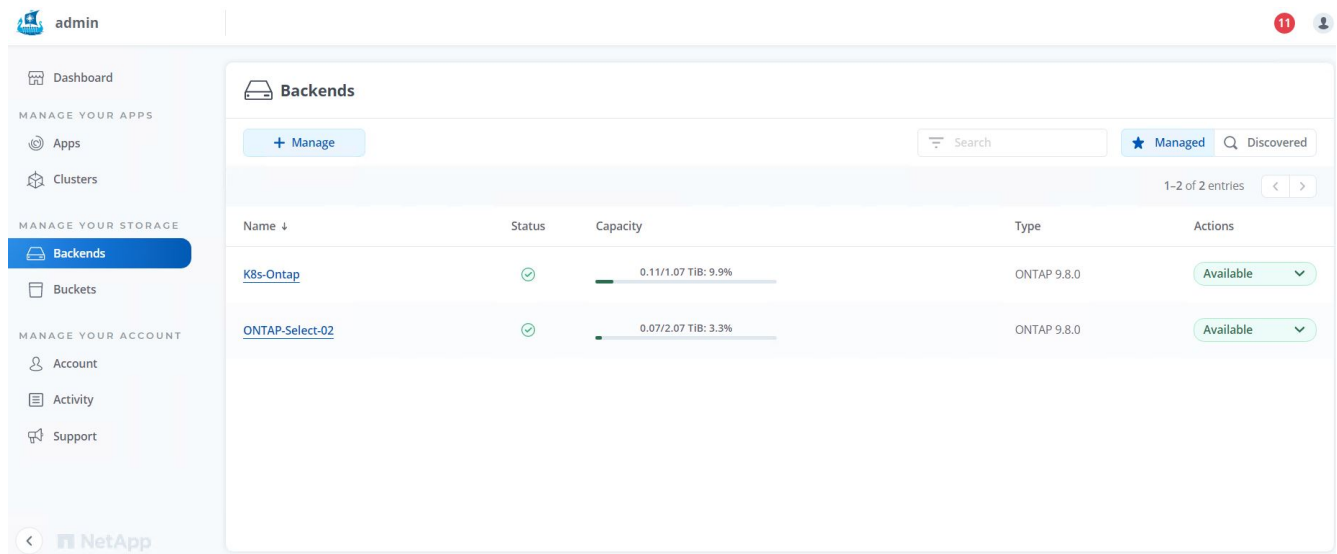 admin
11
Dashboard
MANAGE YOUR APPS
Apps
Clusters
MANAGE YOUR STORAGE
Backends
Buckets
MANAGE YOUR ACCOUNT
Account
Activity
Support
NetApp
Backends
+ Manage
Search
Managed
Discovered
1–2 of 2 entries
Name ↓ Status Capacity Type Actions
K8s-Ontap 0.11/1.07 TiB: 9.9% ONTAP 9.8.0 Available
ONTAP-Select-02 0.07/2.07 TiB: 3.3% ONTAP 9.8.0 Available